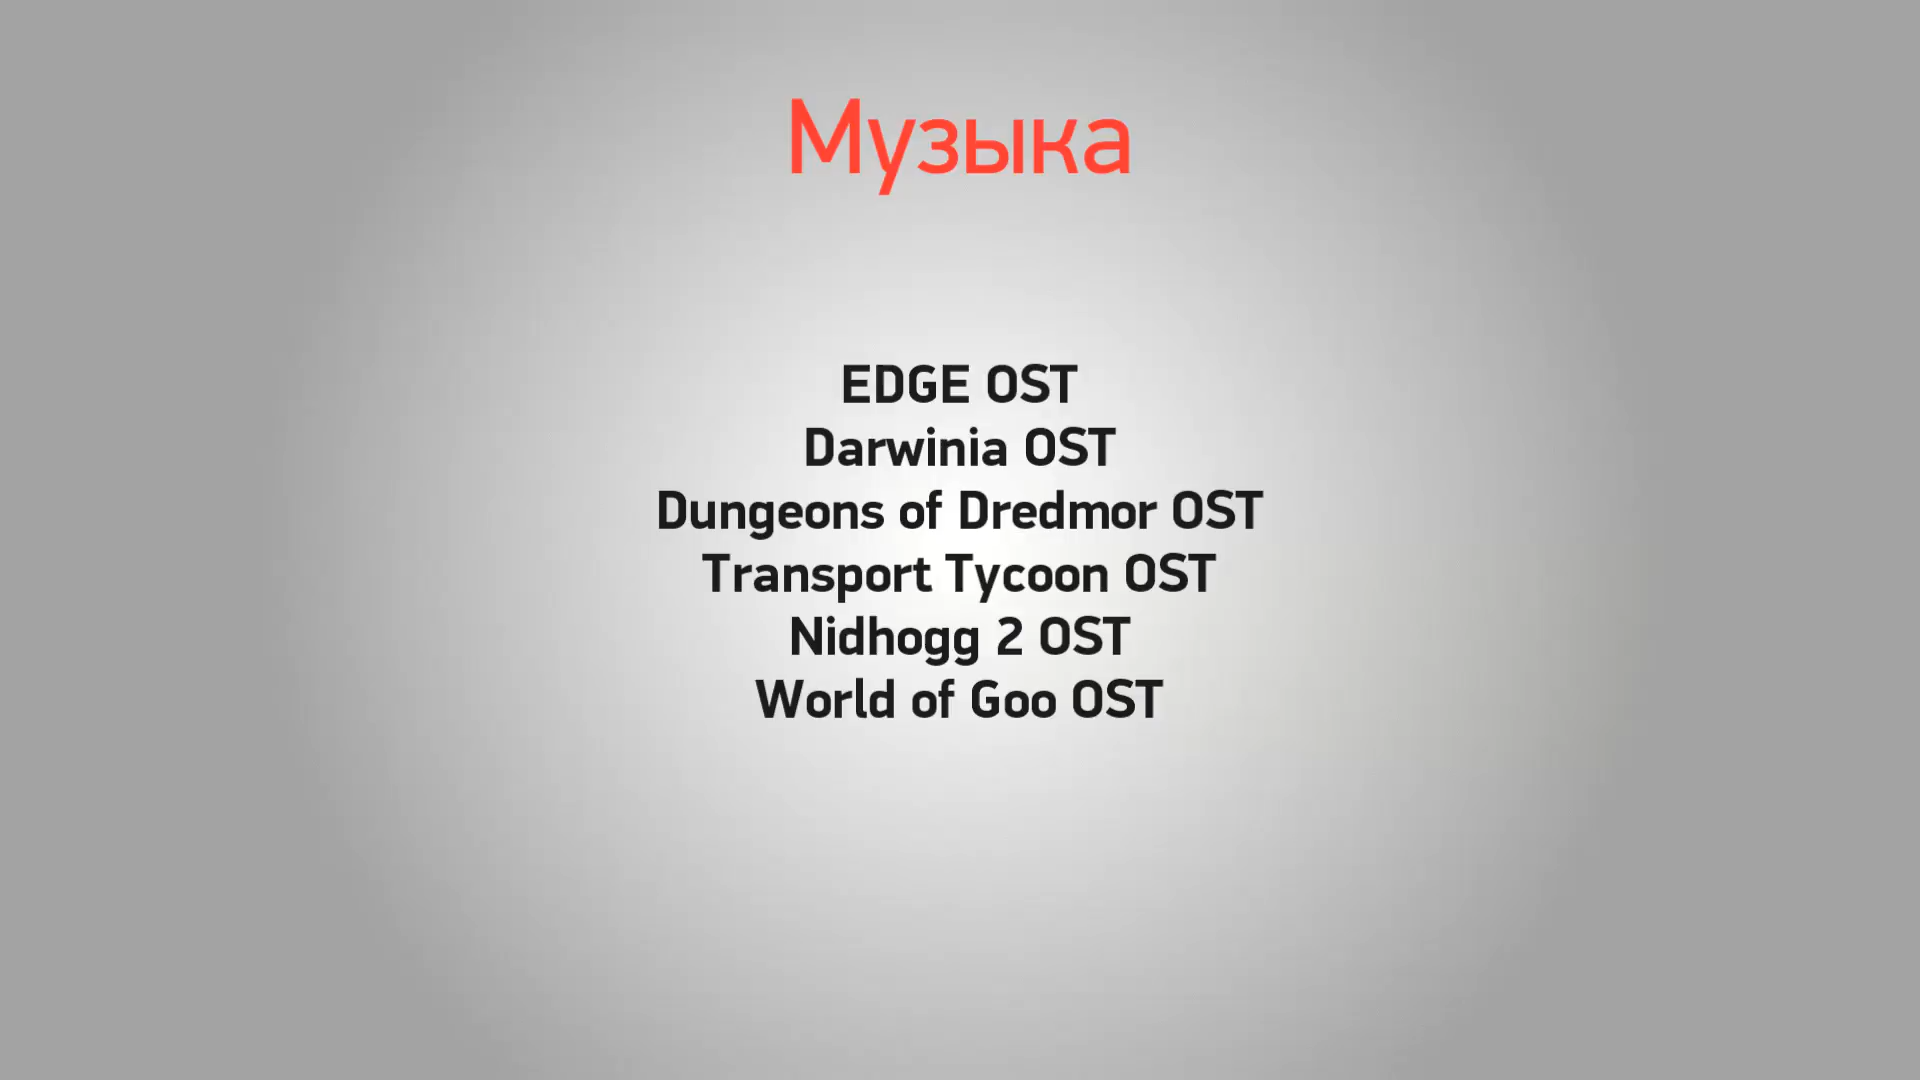 Музыка
EDGE OST
Darwinia OST
Dungeons of Dredmor OST
Transport Tycoon OST
Nidhogg 2 OST
World of Goo OST